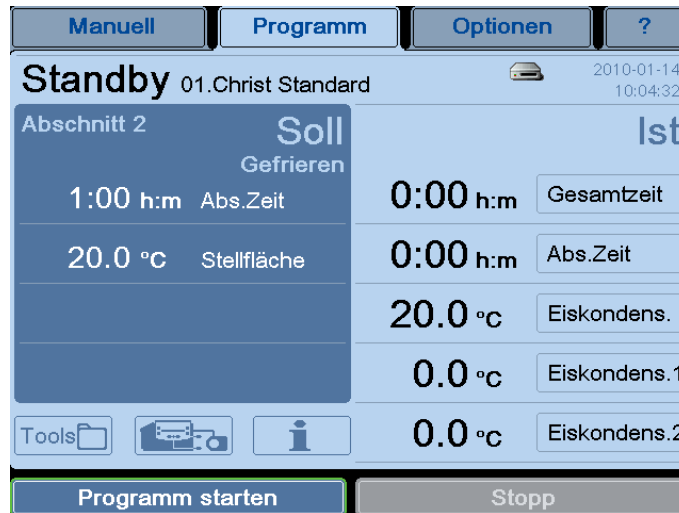 Manuell Programm Optionen ?
Standby 01.Christ Standard
2010-01-14
10:04:32
Abschnitt 2 Soll
Gefrieren
1:00 h:m Abs.Zeit
20.0 °C Stellfläche
Ist
0:00 h:m Gesamtzeit
0:00 h:m Abs.Zeit
20.0 °C Eiskondens.
0.0 °C Eiskondens.1
0.0 °C Eiskondens.2
Tools i
Programm starten Stopp